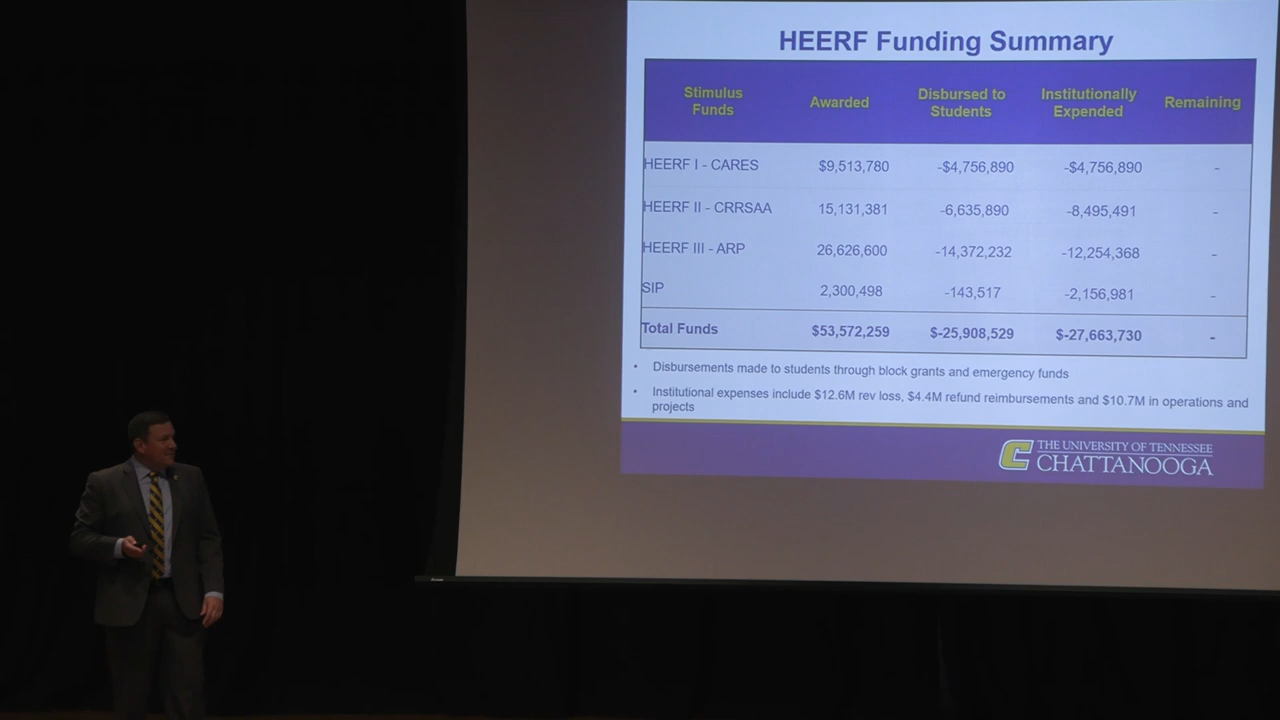 HEERF Funding Summary
Stimulus Funds Awarded Disbursed to Students Institutionally Expended Remaining
HEERF I - CARES $9,513,780 -$4,756,890 -$4,756,890 -
HEERF II - CRRSAA 15,131,381 -6,635,890 -8,495,491 -
HEERF III - ARP 26,626,600 -14,372,232 -12,254,368 -
SIP 2,300,498 -143,517 -2,156,981 -
Total Funds $53,572,259 $-25,908,529 $-27,663,730 -
• Disbursements made to students through block grants and emergency funds
• Institutional expenses include $12.6M rev loss, $4.4M refund reimbursements and $10.7M in operations and
projects
C THE UNIVERSITY OF TENNESSEE
CHATTANOOGA